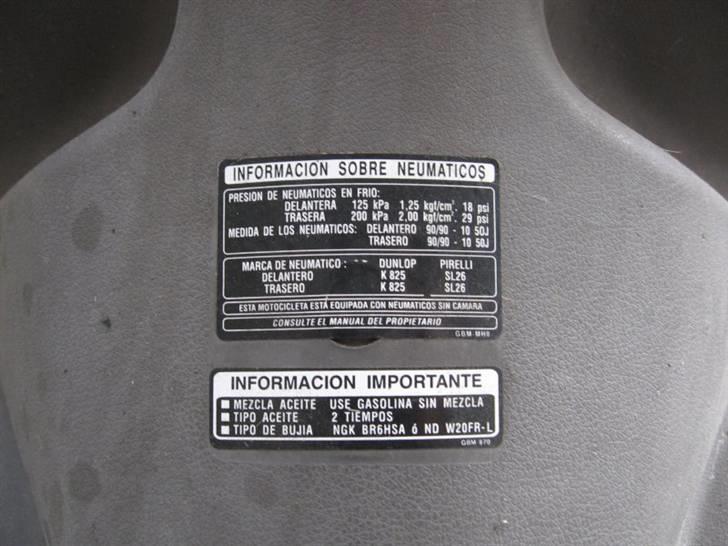 INFORMACION SOBRE NEUMATICOS
PRESION DE NEUMATICOS EN FRIO:
DELANTERA 125 kPa 1,25 kgf/cm². 18 psi
TRASERA 200 kPa 2,00 kgf/cm². 29 psi
MEDIDA DE LOS NEUMATICOS: DELANTERO 90/90 - 10 50J
TRASERO 90/90 - 10 50J
MARCA DE NEUMATICO: DUNLOP PIRELLI
DELANTERO K 825 SL26
TRASERO K 825 SL26
ESTA MOTOCICLETA ESTÁ EQUIPADA CON NEUMATICOS SIN CAMARA
CONSULTE EL MANUAL DEL PROPIETARIO
GBM-MH0
INFORMACION IMPORTANTE
MEZCLA ACEITE USE GASOLINA SIN MEZCLA
TIPO ACEITE 2 TIEMPOS
TIPO DE BUJIA NGK BR6HSA ó ND W20FR-L
GBM 870